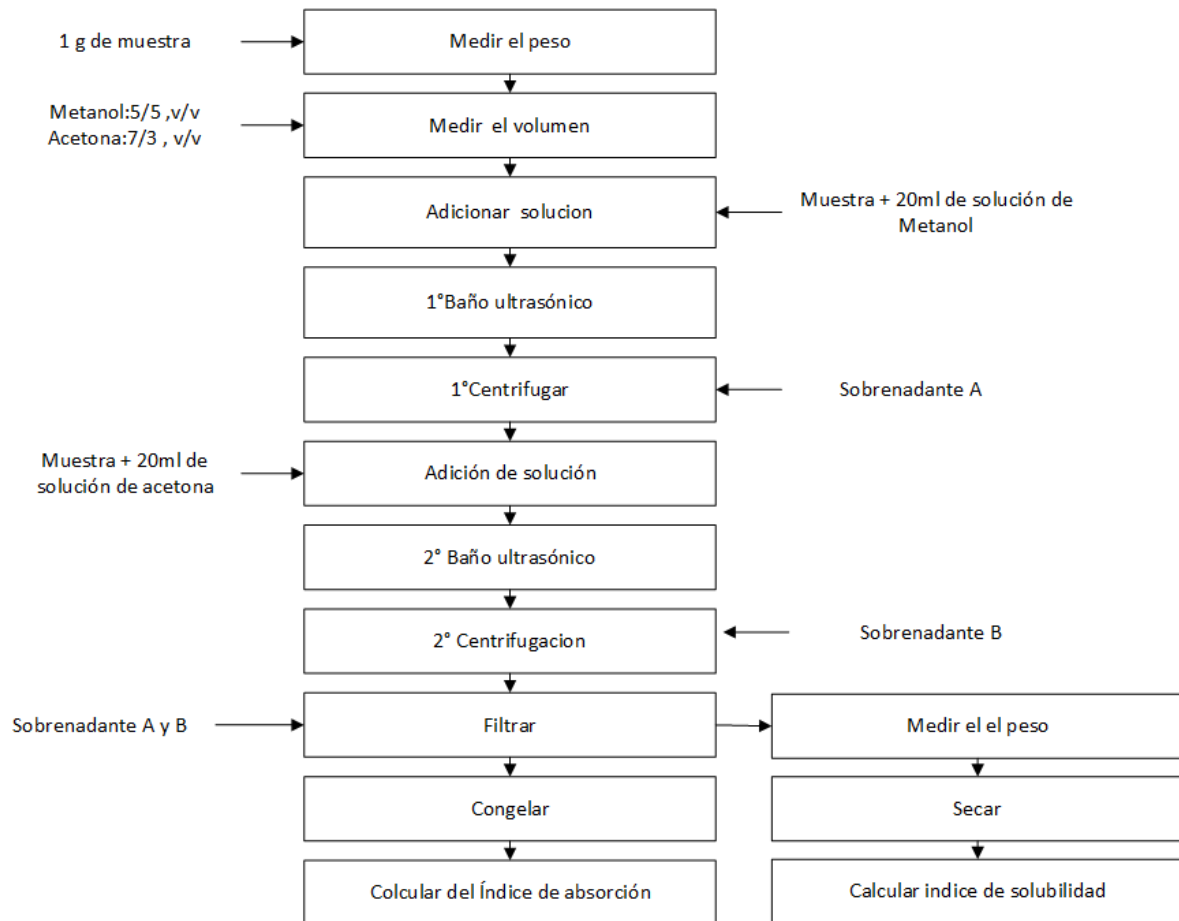 1 g de muestra
Medir el peso
Metanol:5/5 ,v/v
Acetona:7/3 , v/v
Medir el volumen
Adicionar solucion
Muestra + 20ml de solución de
Metanol
1°Baño ultrasónico
1°Centrifugar
Sobrenadante A
Muestra + 20ml de
solución de acetona
Adición de solución
2° Baño ultrasónico
2° Centrifugacion
Sobrenadante B
Sobrenadante A y B
Filtrar
Medir el el peso
Congelar
Secar
Colcular del Índice de absorción
Calcular indice de solubilidad